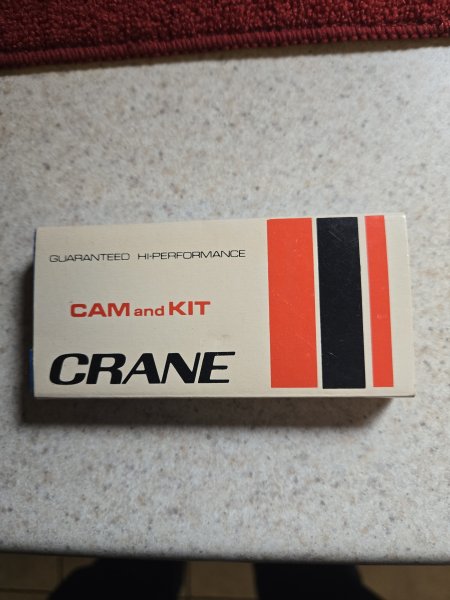 GUARANTEED HI-PERFORMANCE
CAM and KIT
CRANE